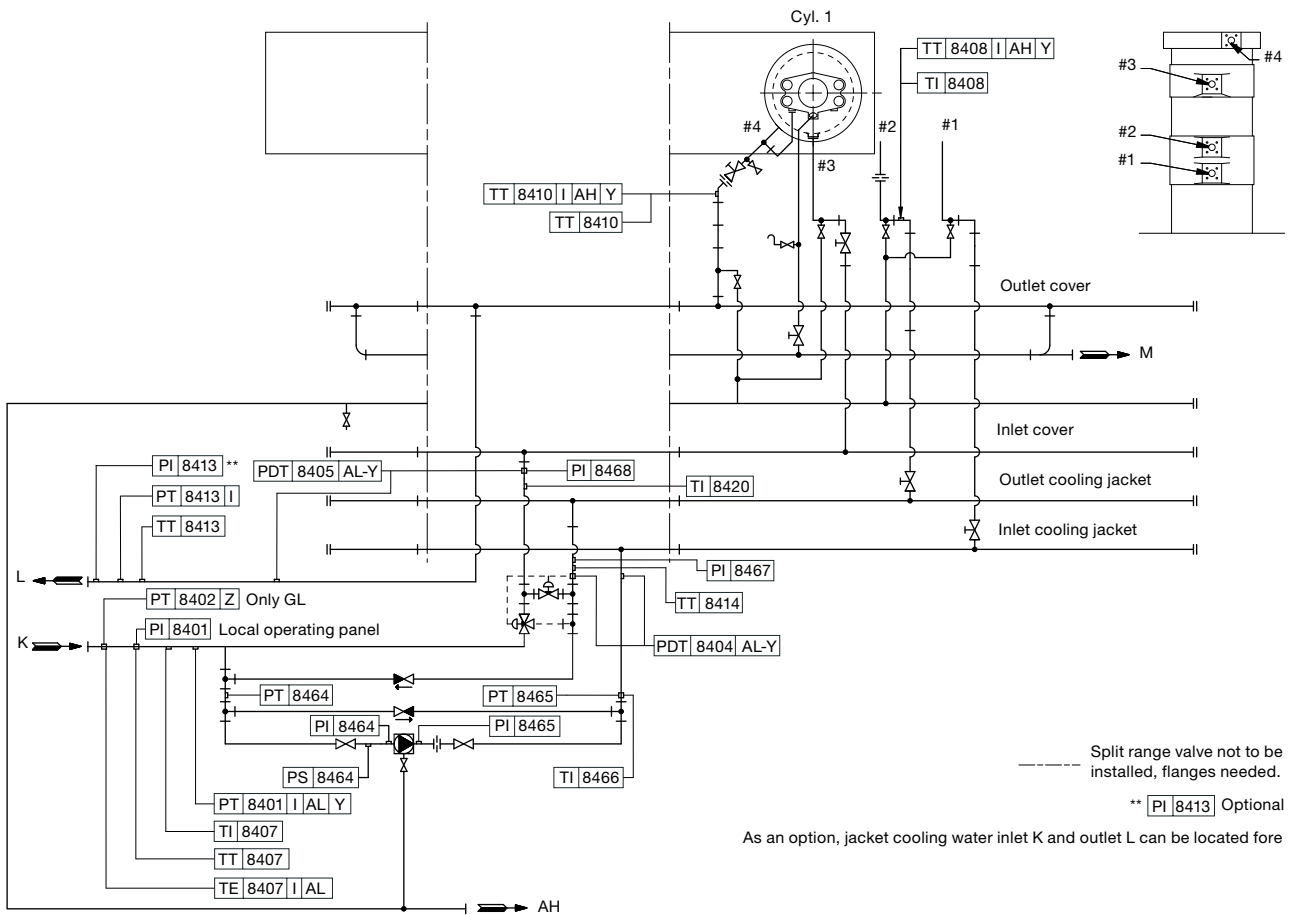 Cyl. 1
TT 8408 I AH Y
TI 8408
#4
#3
#2
#1
#3
#4
#2
#1
TT 8410 I AH Y
TT 8410
Outlet cover
M
Inlet cover
PI 8413 **
PDT 8405 AL-Y
PI 8468
TI 8420
Outlet cooling jacket
PT 8413 I
TT 8413
Inlet cooling jacket
L
PI 8467
PT 8402 Z Only GL
TT 8414
PI 8401 Local operating panel
K
PDT 8404 AL-Y
PT 8464
PT 8465
PI 8464
PI 8465
PS 8464
TI 8466
PT 8401 I AL Y
TI 8407
TT 8407
TE 8407 I AL
AH
Split range valve not to be
installed, flanges needed.
** PI 8413 Optional
As an option, jacket cooling water inlet K and outlet L can be located fore